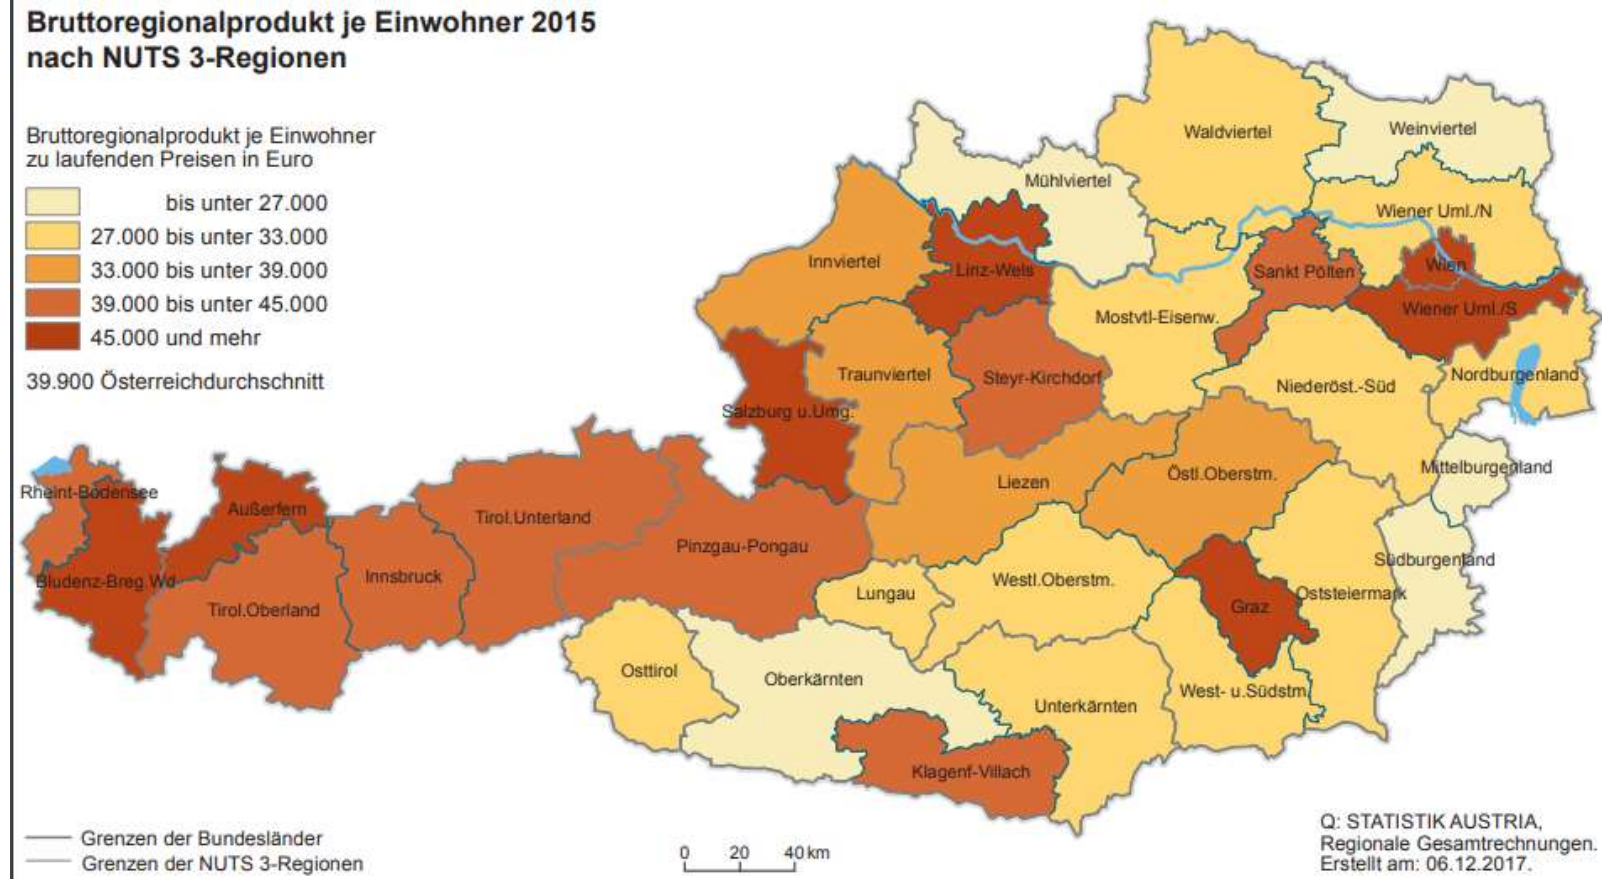 Bruttoregionalprodukt je Einwohner 2015
nach NUTS 3-Regionen
Bruttoregionalprodukt je Einwohner
zu laufenden Preisen in Euro
bis unter 27.000
27.000 bis unter 33.000
33.000 bis unter 39.000
39.000 bis unter 45.000
45.000 und mehr
39.900 Österreichdurchschnitt
Waldviertel
Weinviertel
Mühlviertel
Wiener Uml./N
Innviertel
Linz-Wels
Sankt Pölten
Wien
Mostvtl-Eisenw.
Wiener Uml./S
Traunviertel
Steyr-Kirchdorf
Niederöst.-Süd
Nordburgenland
Salzburg u.Umg.
Mittelburgenland
Rheint-Bodensee
Außerfern
Tirol.Unterland
Liezen
Östl.Oberstm.
Pinzgau-Pongau
Südburgenland
Bludenz-Breg.Wd
Innsbruck
Westl.Oberstm.
Lungau
Oststeiermark
Tirol.Oberland
Graz
Osttirol
Oberkärnten
West- u.Südstm.
Unterkärnten
Klagenf-Villach
Grenzen der Bundesländer
Grenzen der NUTS 3-Regionen
0 20 40 km
Q: STATISTIK AUSTRIA,
Regionale Gesamtrechnungen.
Erstellt am: 06.12.2017.